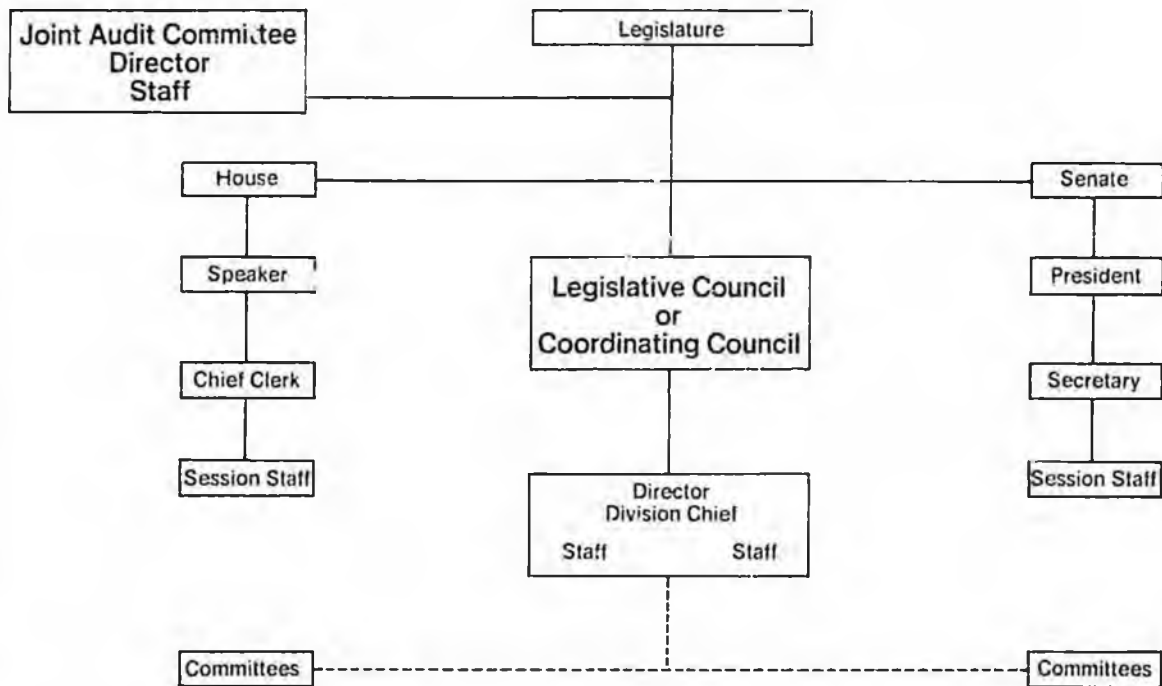 Joint Audit Committee
Director
Staff
Legislature
House
Senate
Speaker
Legislative Council
or
Coordinating Council
President
Chief Clerk
Secretary
Session Staff
Director
Division Chief
Staff Staff
Session Staff
Committees
Committees